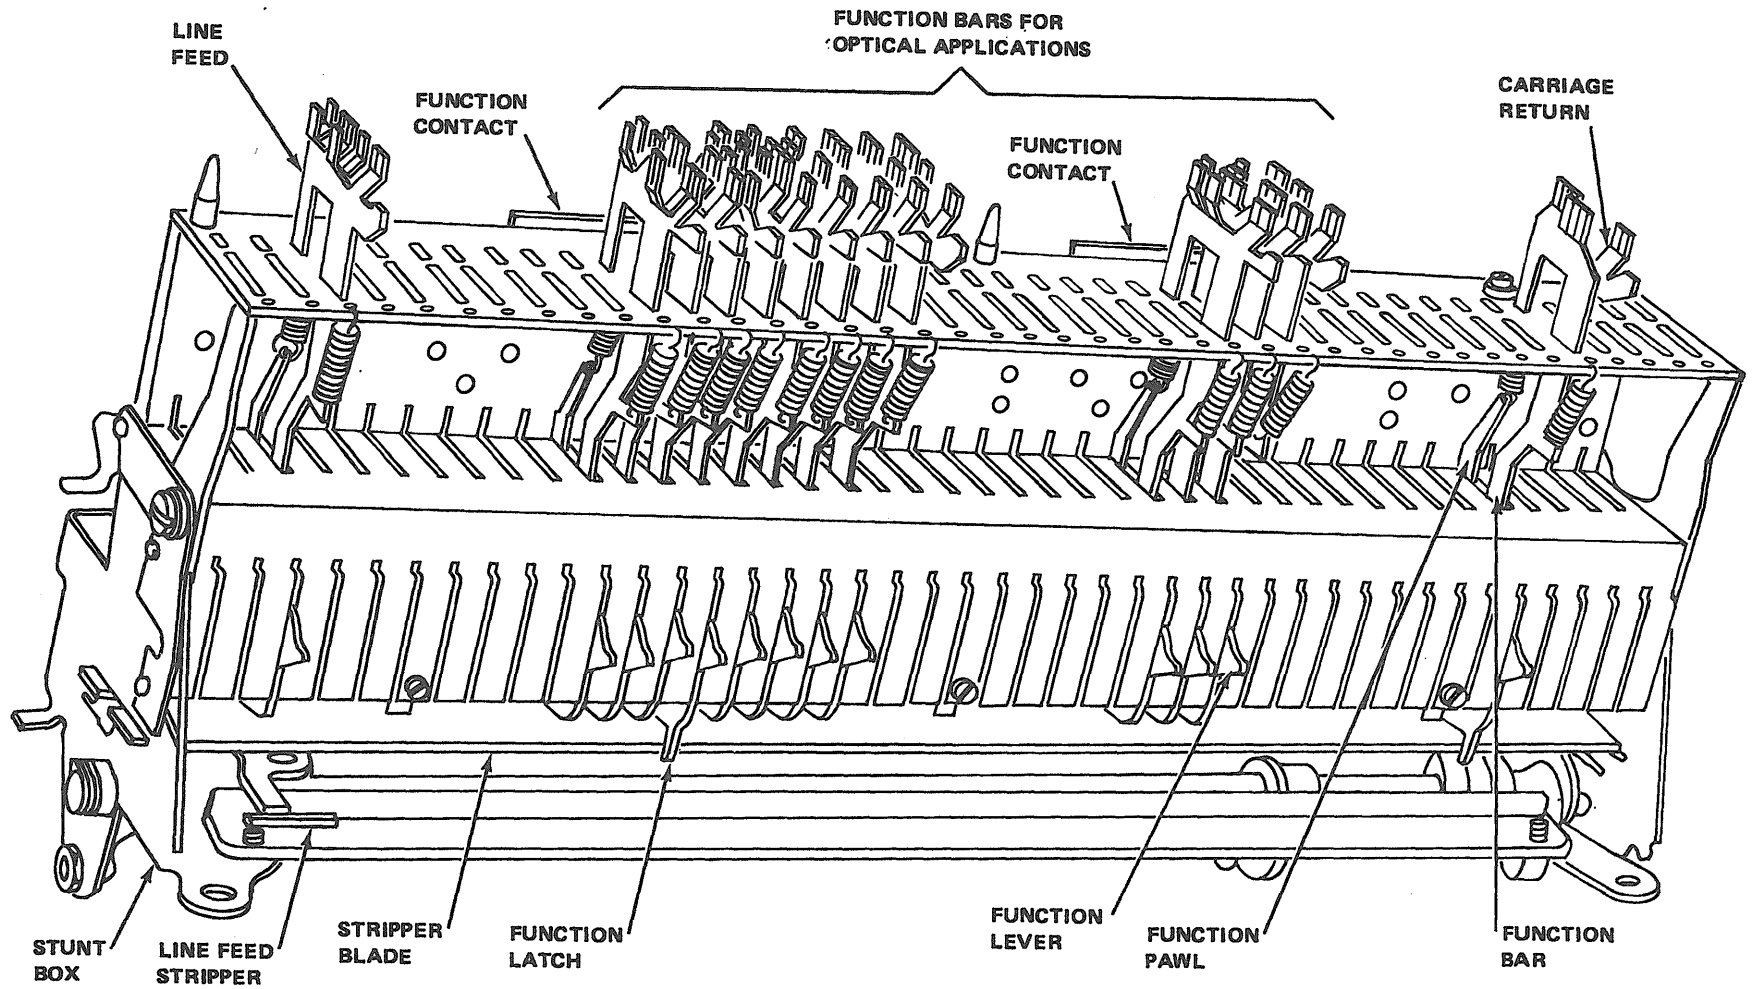 LINE
FEED
FUNCTION
CONTACT
FUNCTION BARS FOR
OPTICAL APPLICATIONS
FUNCTION
CONTACT
CARRIAGE
RETURN
STUNT
BOX
LINE FEED
STRIPPER
STRIPPER
BLADE
FUNCTION
LATCH
FUNCTION
LEVER
FUNCTION
PAWL
FUNCTION
BAR